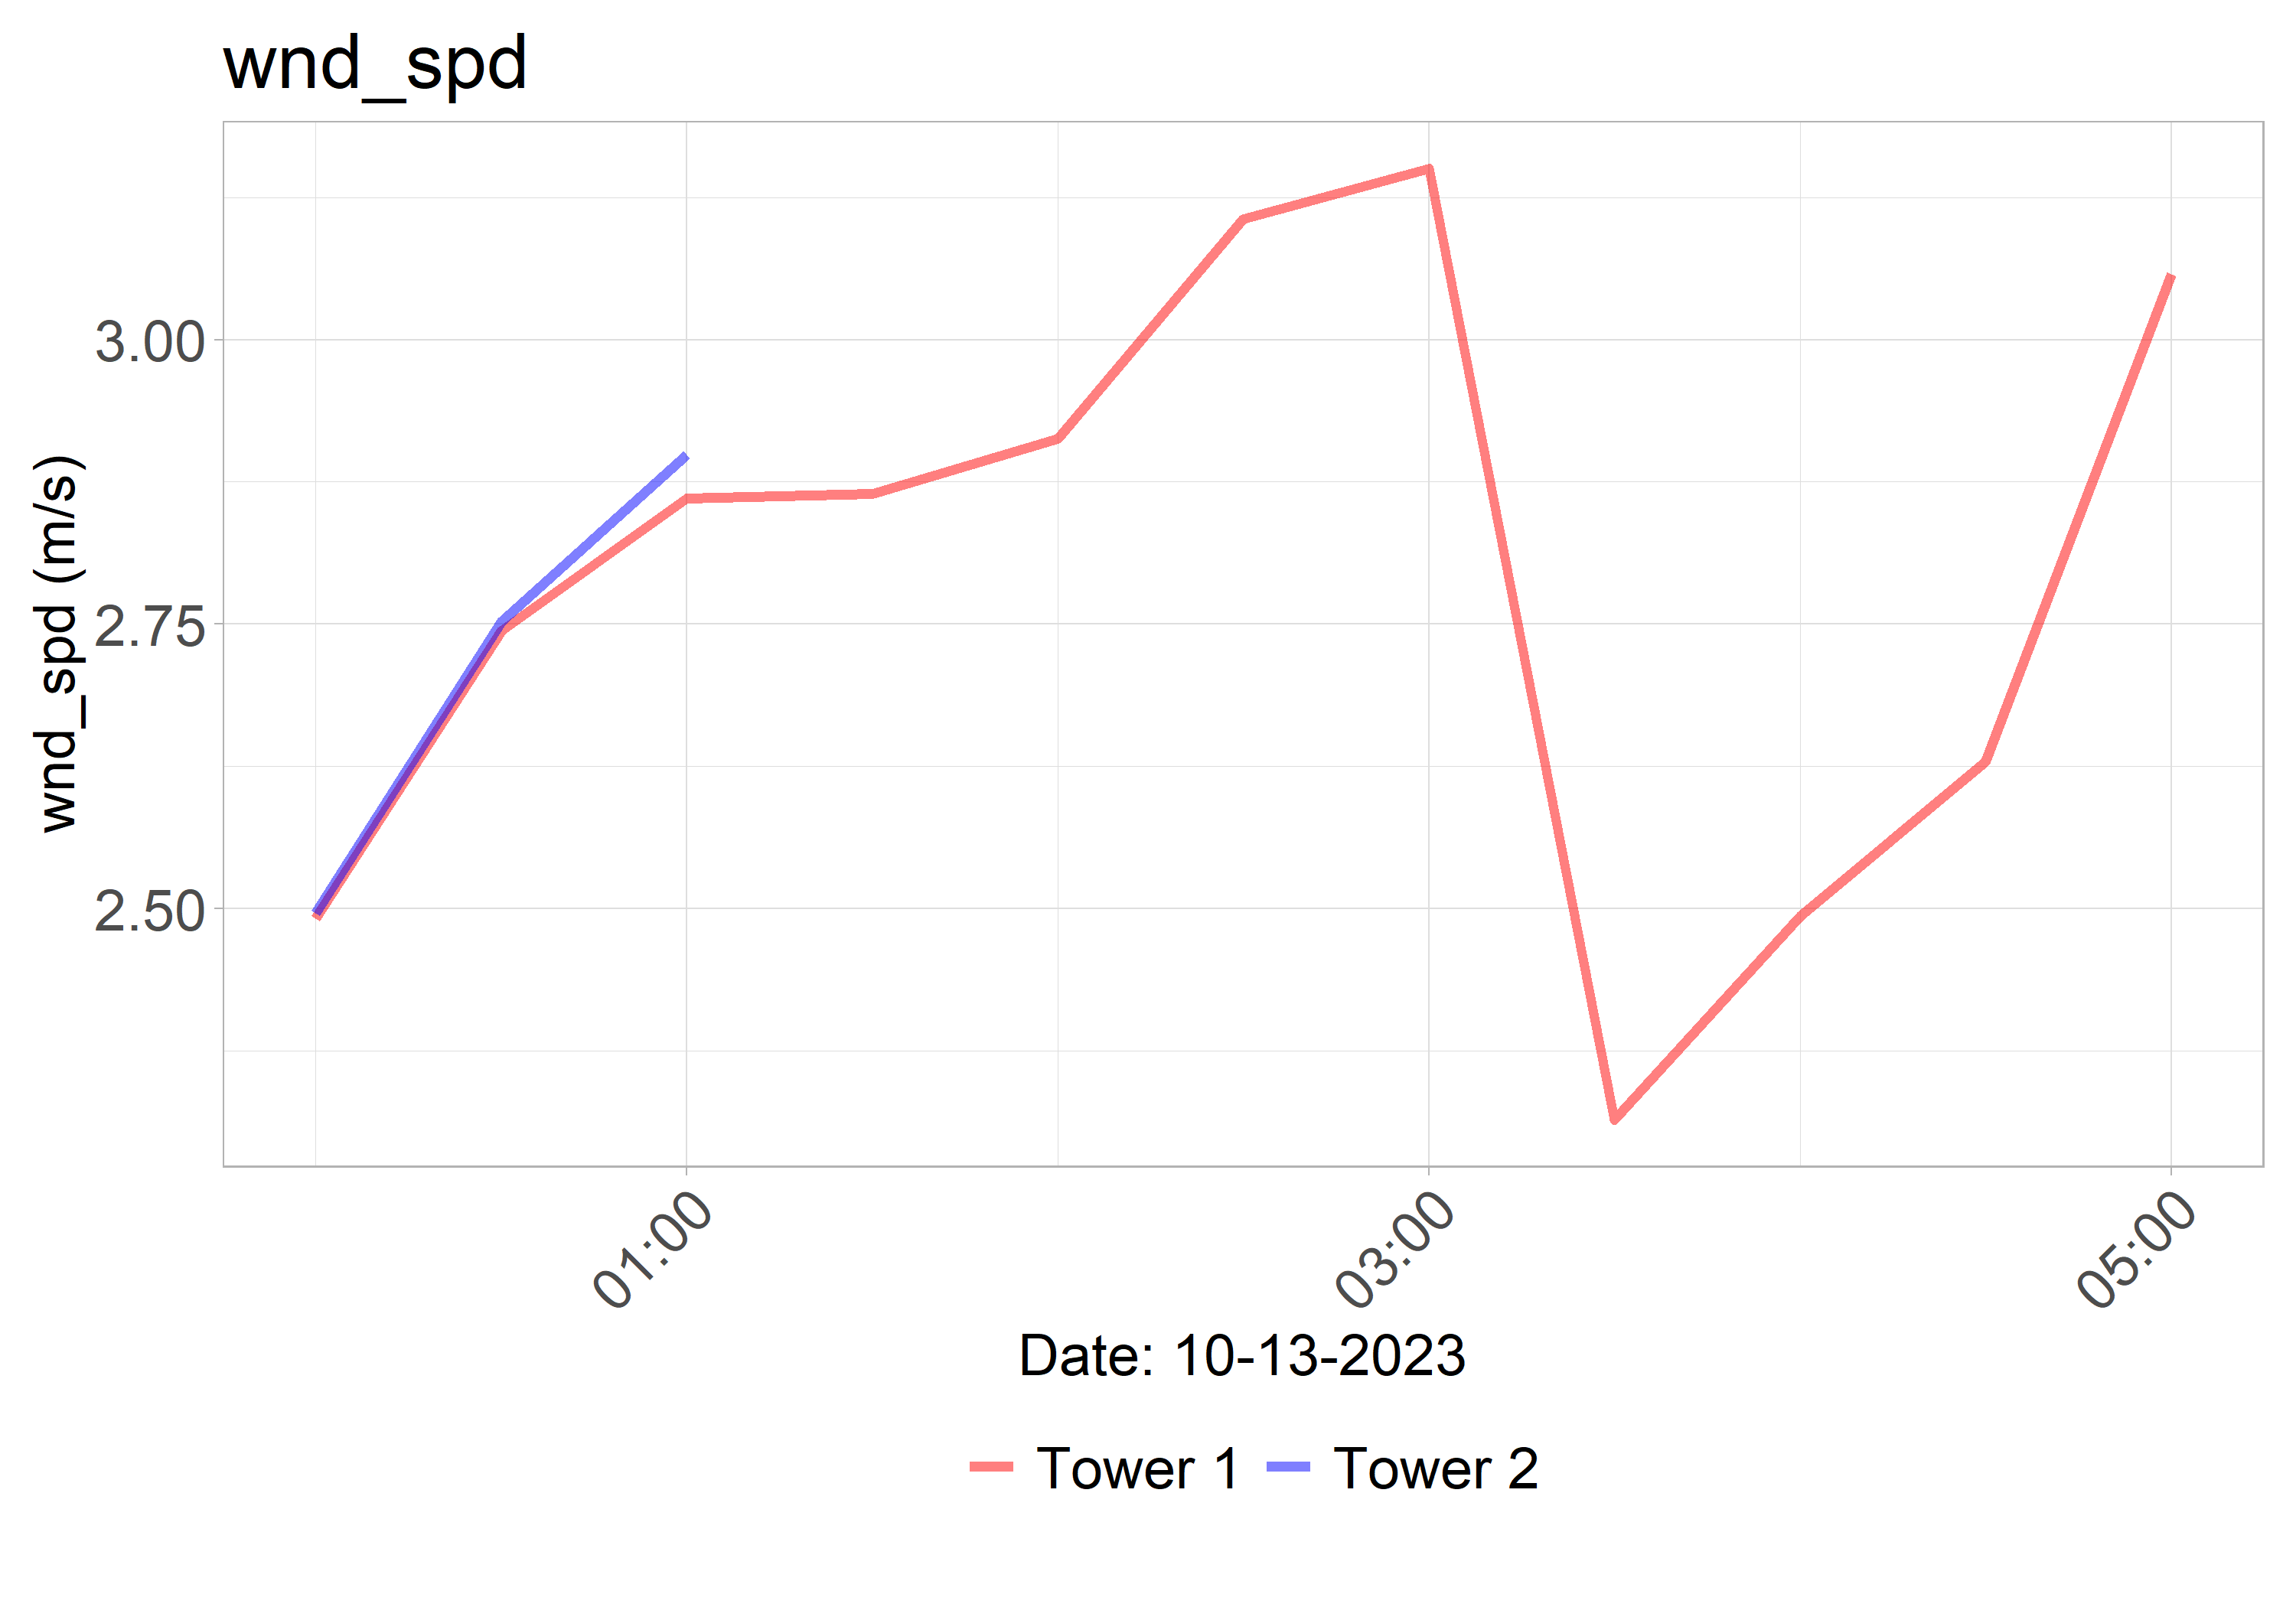 wnd_spd
wnd_spd (m/s)
3.00
2.75
2.50
01:00
03:00
05:00
Date: 10-13-2023
Tower 1 Tower 2